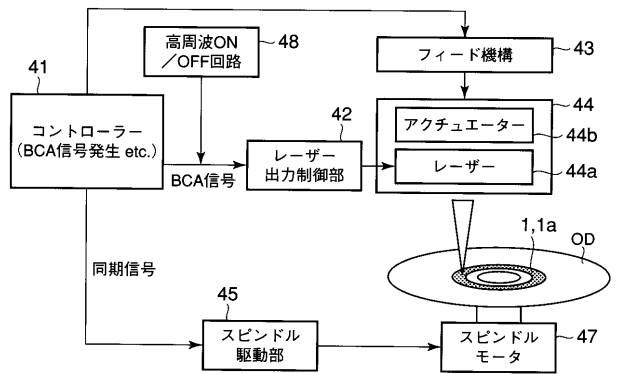 高周波ON
／OFF回路
48
フィード機構
43
41
コントローラー
（BCA信号発生 etc.）
42
レーザー
出力制御部
BCA信号
44
アクチュエーター
44b
レーザー
44a
1,1a
OD
同期信号
45
スピンドル
駆動部
スピンドル
モータ
47